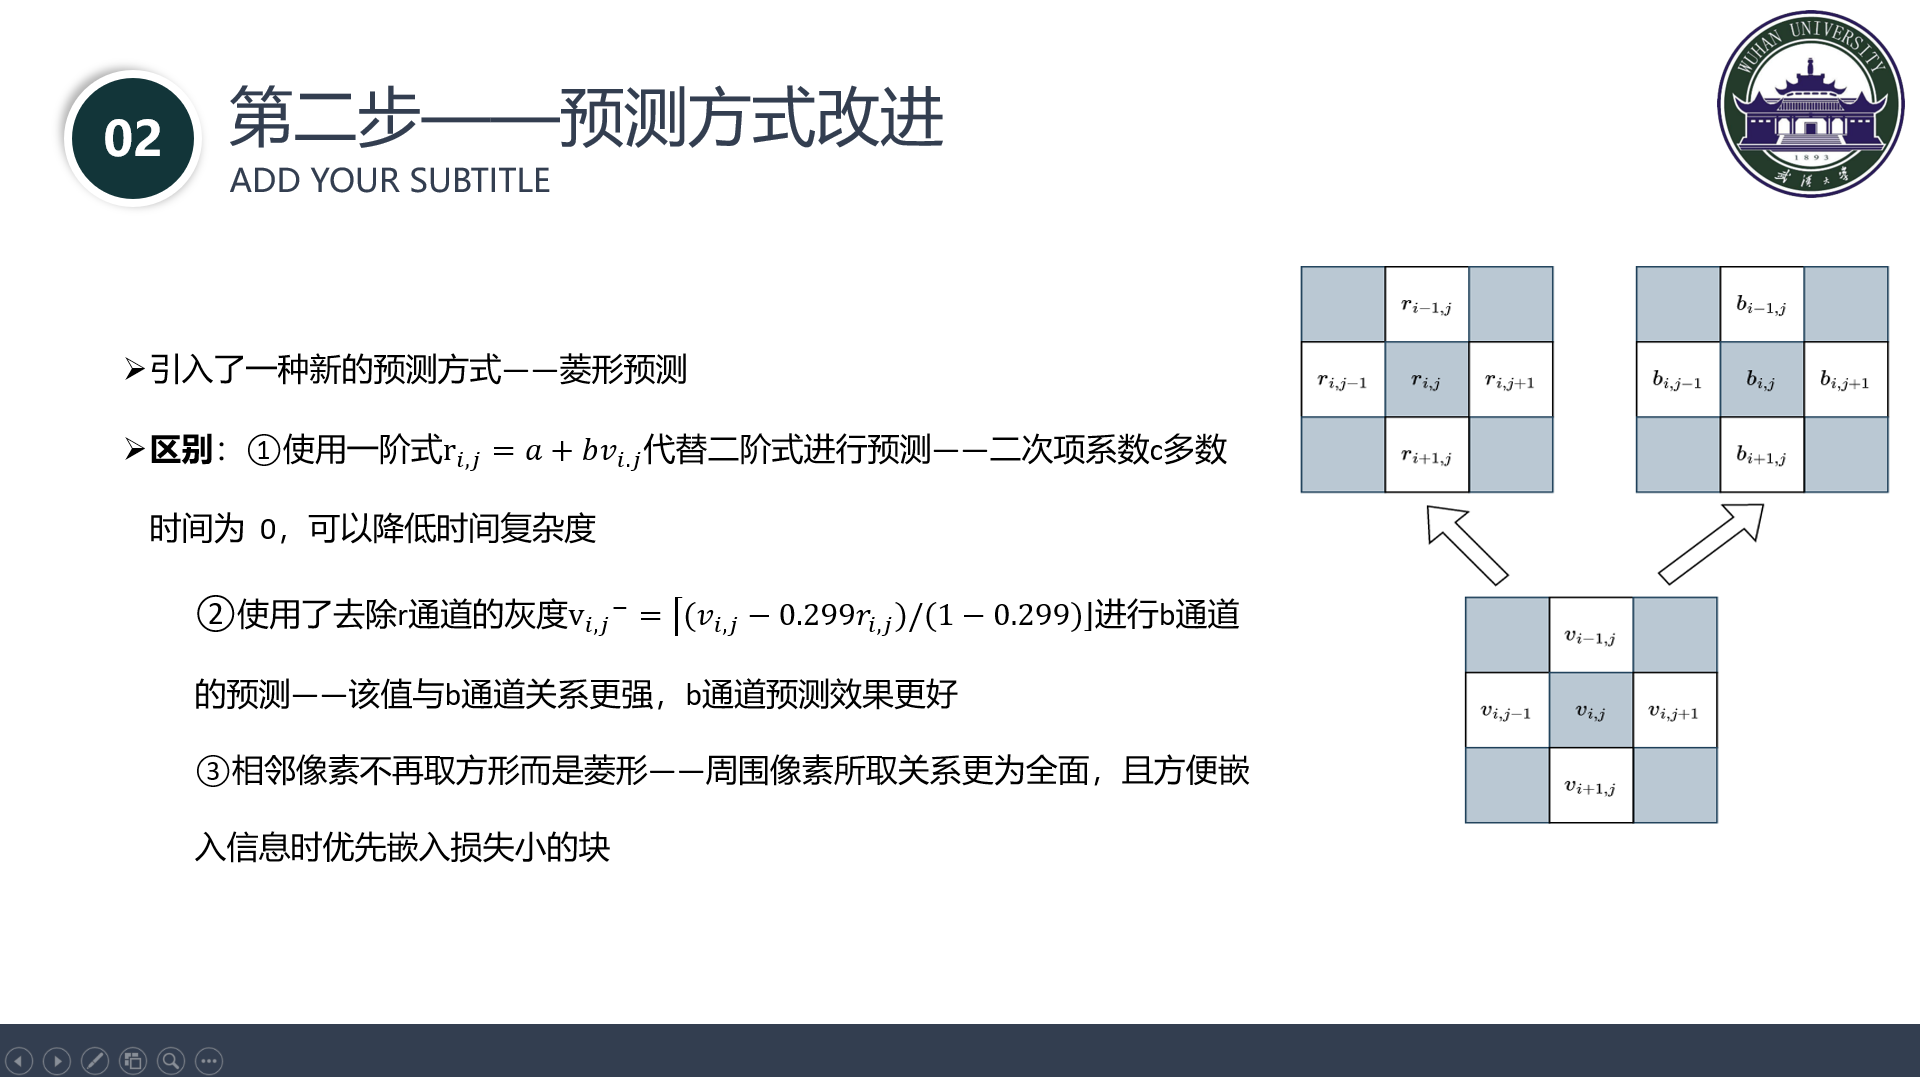 02
第二步——预测方式改进
ADD YOUR SUBTITLE
WUHAN UNIVERSITY
1893
武汉大学
➢引入了一种新的预测方式——菱形预测
➢区别：①使用一阶式r_{i,j} = a + bv_{i.j}代替二阶式进行预测——二次项系数c多数
时间为 0，可以降低时间复杂度
②使用了去除r通道的灰度v_{i,j}⁻ = ⌈(v_{i,j} − 0.299r_{i,j})/(1 − 0.299)⌋进行b通道
的预测——该值与b通道关系更强，b通道预测效果更好
③相邻像素不再取方形而是菱形——周围像素所取关系更为全面，且方便嵌
入信息时优先嵌入损失小的块
r_{i−1,j}
r_{i,j−1} r_{i,j} r_{i,j+1}
r_{i+1,j}
b_{i−1,j}
b_{i,j−1} b_{i,j} b_{i,j+1}
b_{i+1,j}
v_{i−1,j}
v_{i,j−1} v_{i,j} v_{i,j+1}
v_{i+1,j}